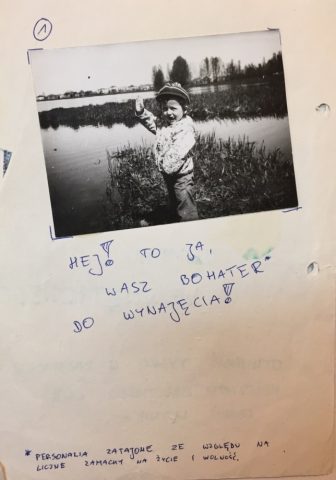 1
HEJ! TO JA,
WASZ BOHATER*
DO WYNAJĘCIA!
* PERSONALIA ZATAJONE ZE WZGLĘDU NA
LICZNE ZAMACHY NA ŻYCIE I WOLNOŚĆ.